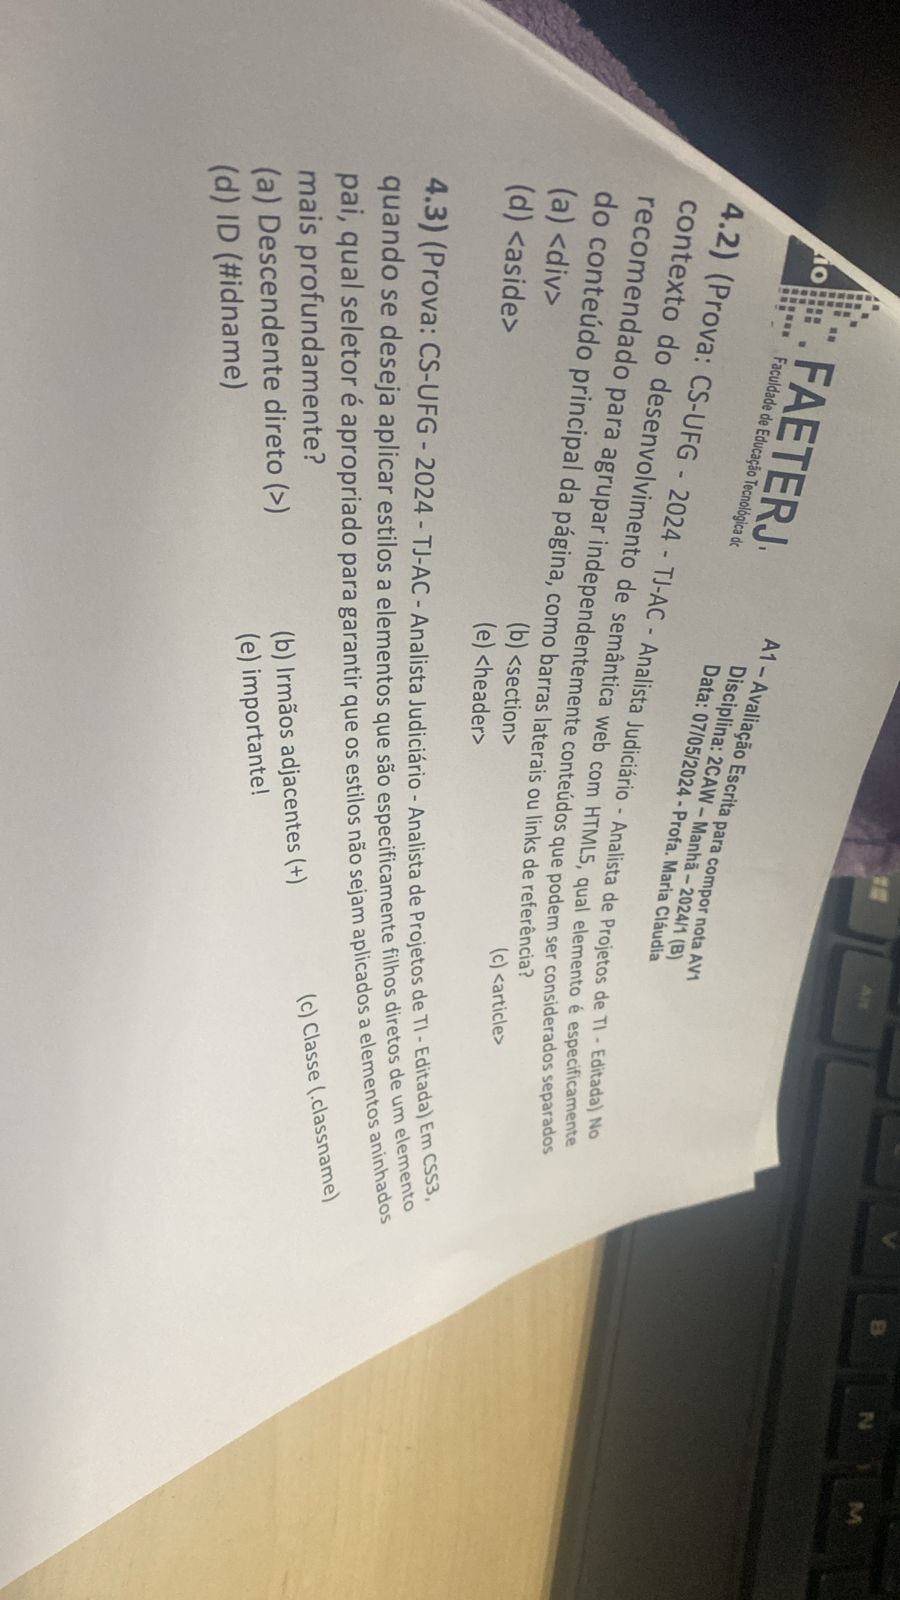 io
FAETERJ
Faculdade de Educação Tecnológica do
A1 – Avaliação Escrita para compor nota AV1
Disciplina: 2CAW – Manhã – 2024/1 (B)
Data: 07/05/2024 - Profa. Maria Cláudia
4.2) (Prova: CS-UFG - 2024 - TJ-AC - Analista Judiciário - Analista de Projetos de TI - Editada) No
contexto do desenvolvimento de semântica web com HTML5, qual elemento é especificamente
recomendado para agrupar independentemente conteúdos que podem ser considerados separados
do conteúdo principal da página, como barras laterais ou links de referência?
(a) <div>
(b) <section>
(c) <article>
(d) <aside>
(e) <header>
4.3) (Prova: CS-UFG - 2024 - TJ-AC - Analista Judiciário - Analista de Projetos de TI - Editada) Em CSS3,
quando se deseja aplicar estilos a elementos que são especificamente filhos diretos de um elemento
pai, qual seletor é apropriado para garantir que os estilos não sejam aplicados a elementos aninhados
mais profundamente?
(a) Descendente direto (>)
(b) Irmãos adjacentes (+)
(c) Classe (.classname)
(d) ID (#idname)
(e) importante!
Alt
V
B
N
M